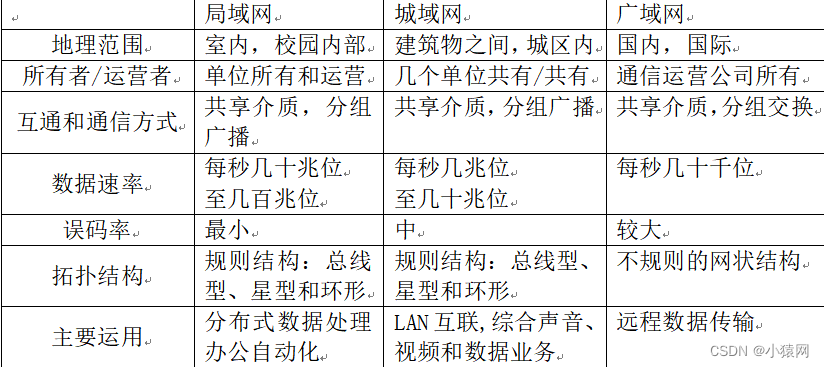 局域网 城域网 广域网
地理范围 室内，校园内部 建筑物之间，城区内 国内，国际
所有者/运营者 单位所有和运营 几个单位共有/共有 通信运营公司所有
互通和通信方式 共享介质，分组广播 共享介质，分组广播 共享介质，分组交换
数据速率 每秒几十兆位至几百兆位 每秒几兆位至几十兆位 每秒几十千位
误码率 最小 中 较大
拓扑结构 规则结构：总线型、星型和环形 规则结构：总线型、星型和环形 不规则的网状结构
主要运用 分布式数据处理办公自动化 LAN互联,综合声音、视频和数据业务 远程数据传输
CSDN @小猿网